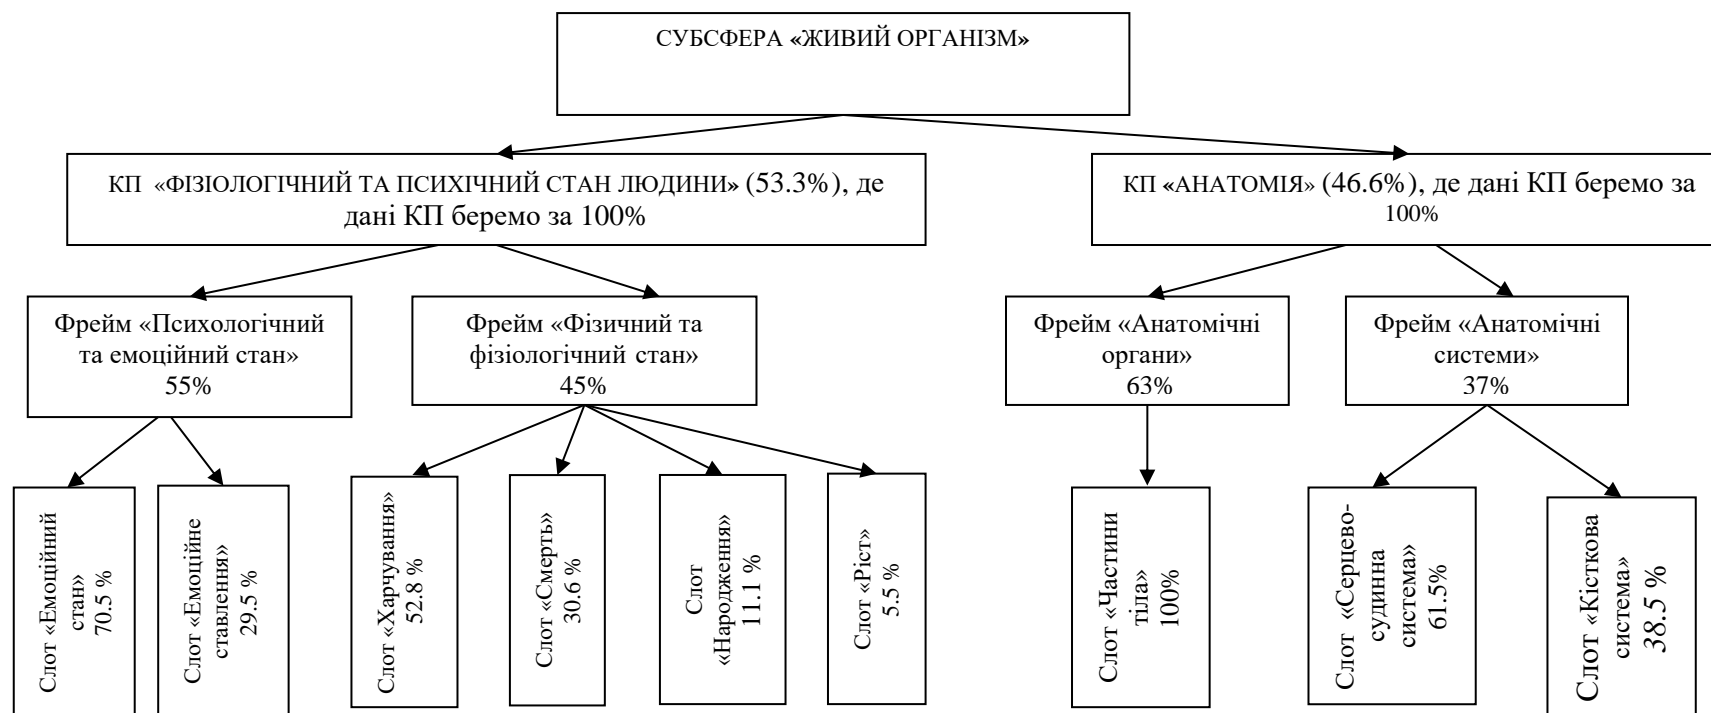 СУБСФЕРА «ЖИВИЙ ОРГАНІЗМ»
КП «ФІЗІОЛОГІЧНИЙ ТА ПСИХІЧНИЙ СТАН ЛЮДИНИ» (53.3%), де
дані КП беремо за 100%
КП «АНАТОМІЯ» (46.6%), де дані КП беремо за
100%
Фрейм «Психологічний
та емоційний стан»
55%
Фрейм «Фізичний та
фізіологічний стан»
45%
Фрейм «Анатомічні
органи»
63%
Фрейм «Анатомічні
системи»
37%
Слот «Емоційний
стан»
70.5 %
Слот «Емоційне
ставлення»
29.5 %
Слот «Харчування»
52.8 %
Слот «Смерть»
30.6 %
Слот
«Народження»
11.1 %
Слот «Ріст»
5.5 %
Слот «Частини
тіла»
100%
Слот «Серцево-
судинна
система»
61.5%
Слот «Кісткова
система»
38.5 %